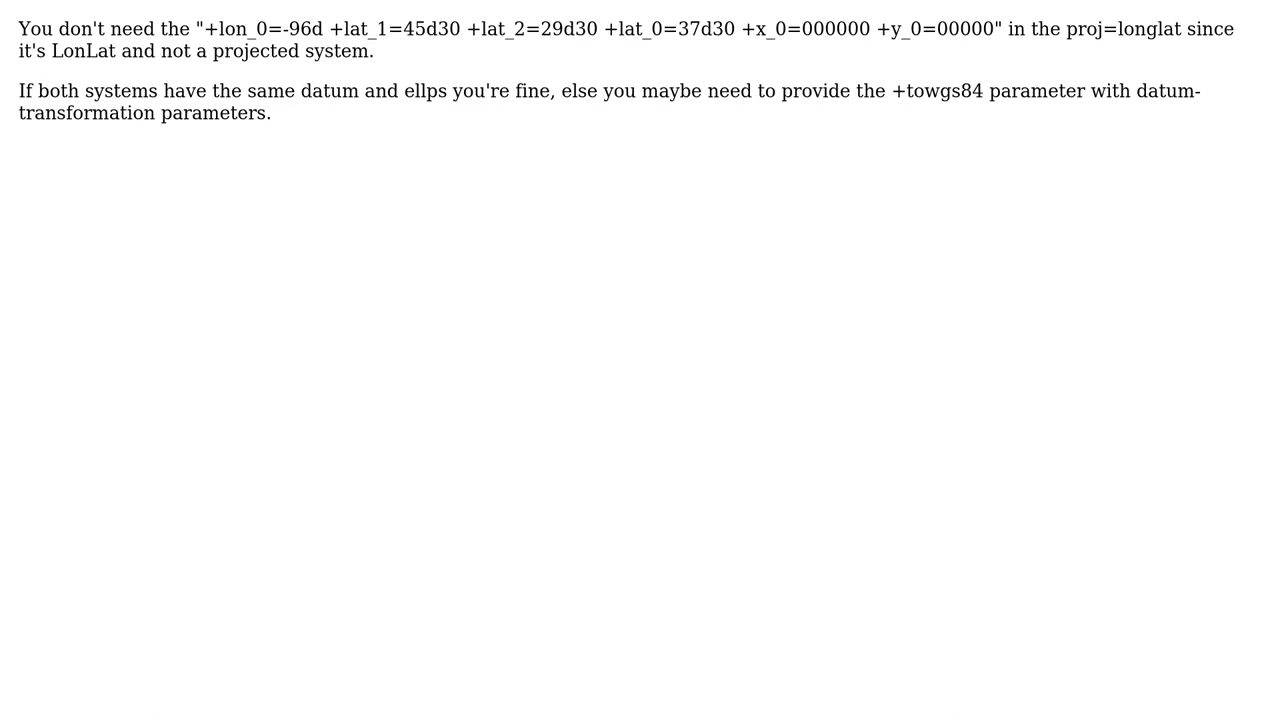 You don't need the "+lon_0=-96d +lat_1=45d30 +lat_2=29d30 +lat_0=37d30 +x_0=000000 +y_0=00000" in the proj=longlat since
it's LonLat and not a projected system.
If both systems have the same datum and ellps you're fine, else you maybe need to provide the +towgs84 parameter with datum-
transformation parameters.